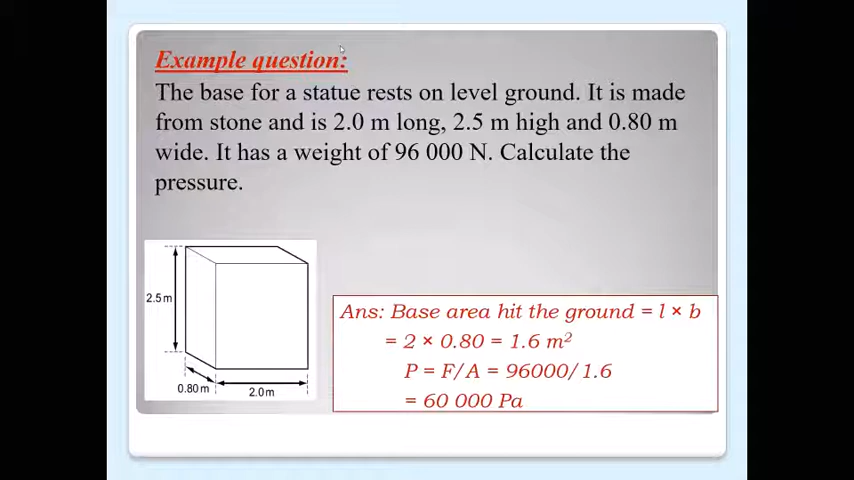 Example question:
The base for a statue rests on level ground. It is made
from stone and is 2.0 m long, 2.5 m high and 0.80 m
wide. It has a weight of 96 000 N. Calculate the
pressure.
2.5m
0.80m
2.0m
Ans: Base area hit the ground = l × b
= 2 × 0.80 = 1.6 m²
P = F/A = 96000/1.6
= 60 000 Pa